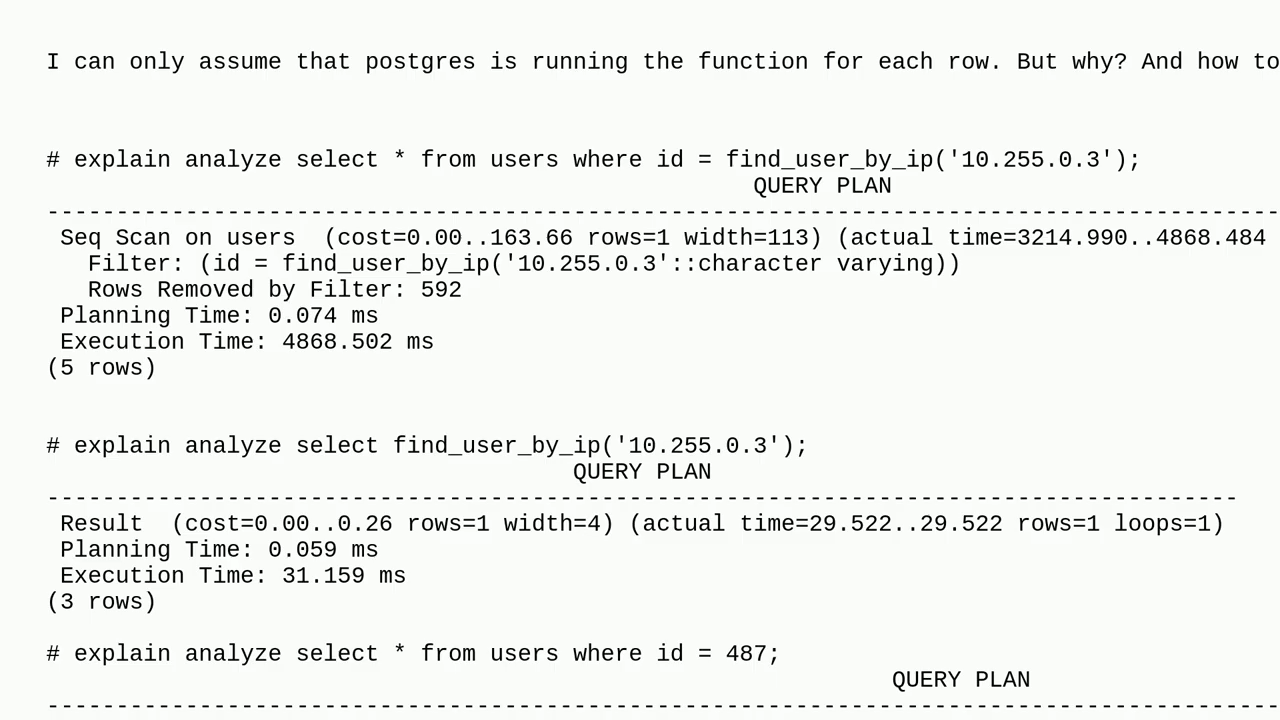 I can only assume that postgres is running the function for each row. But why? And how to
# explain analyze select * from users where id = find_user_by_ip('10.255.0.3');
QUERY PLAN
-----------------------------------------------------------------------------------------
Seq Scan on users  (cost=0.00..163.66 rows=1 width=113) (actual time=3214.990..4868.484
Filter: (id = find_user_by_ip('10.255.0.3'::character varying))
Rows Removed by Filter: 592
Planning Time: 0.074 ms
Execution Time: 4868.502 ms
(5 rows)
# explain analyze select find_user_by_ip('10.255.0.3');
QUERY PLAN
--------------------------------------------------------------------------------------
Result  (cost=0.00..0.26 rows=1 width=4) (actual time=29.522..29.522 rows=1 loops=1)
Planning Time: 0.059 ms
Execution Time: 31.159 ms
(3 rows)
# explain analyze select * from users where id = 487;
QUERY PLAN
-----------------------------------------------------------------------------------------